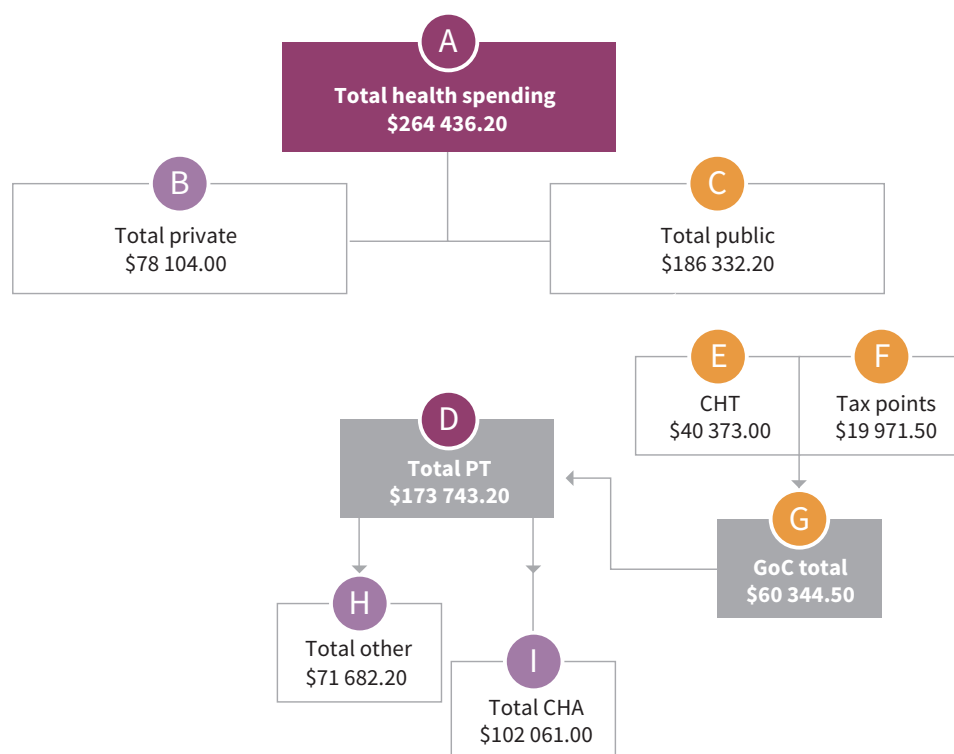 A
Total health spending
$264 436.20
B
Total private
$78 104.00
C
Total public
$186 332.20
E
CHT
$40 373.00
F
Tax points
$19 971.50
D
Total PT
$173 743.20
G
GoC total
$60 344.50
H
Total other
$71 682.20
I
Total CHA
$102 061.00